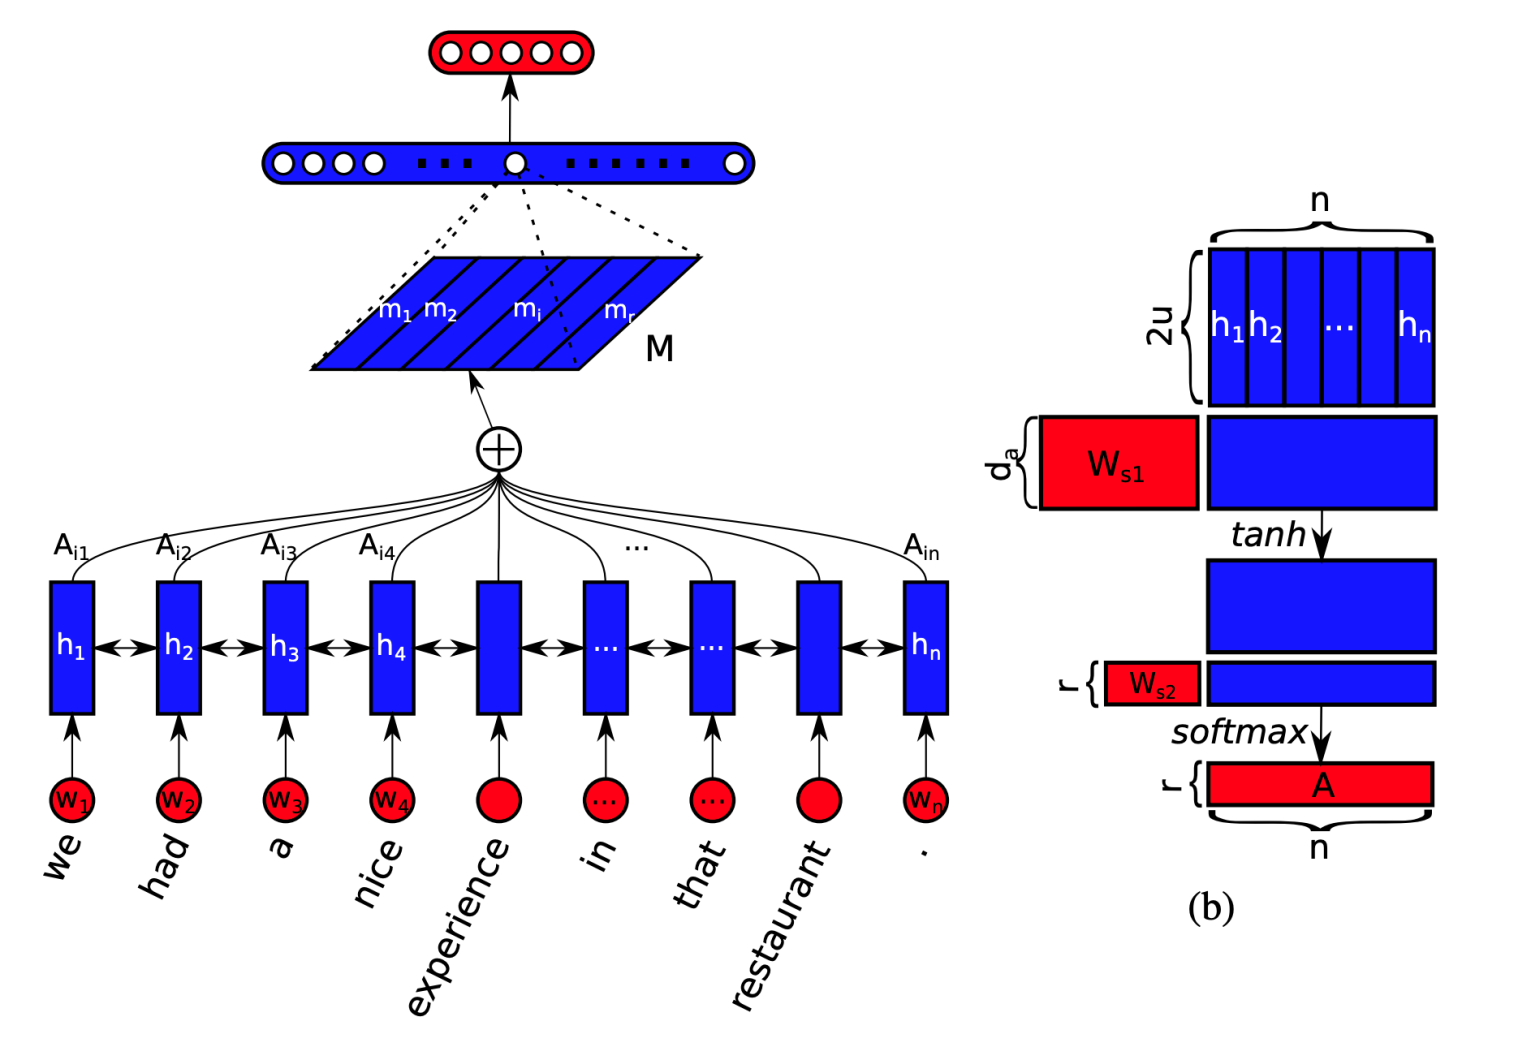 m1 m2 mi mr
M
Ai1 Ai2 Ai3 Ai4 ... Ain
h1 h2 h3 h4 ... ... hn
w1 w2 w3 w4 ... ... wn
we had a nice experience in that restaurant .
n
2u
h1 h2 ... hn
da
Ws1
tanh
r
Ws2
softmax
r
A
n
(b)